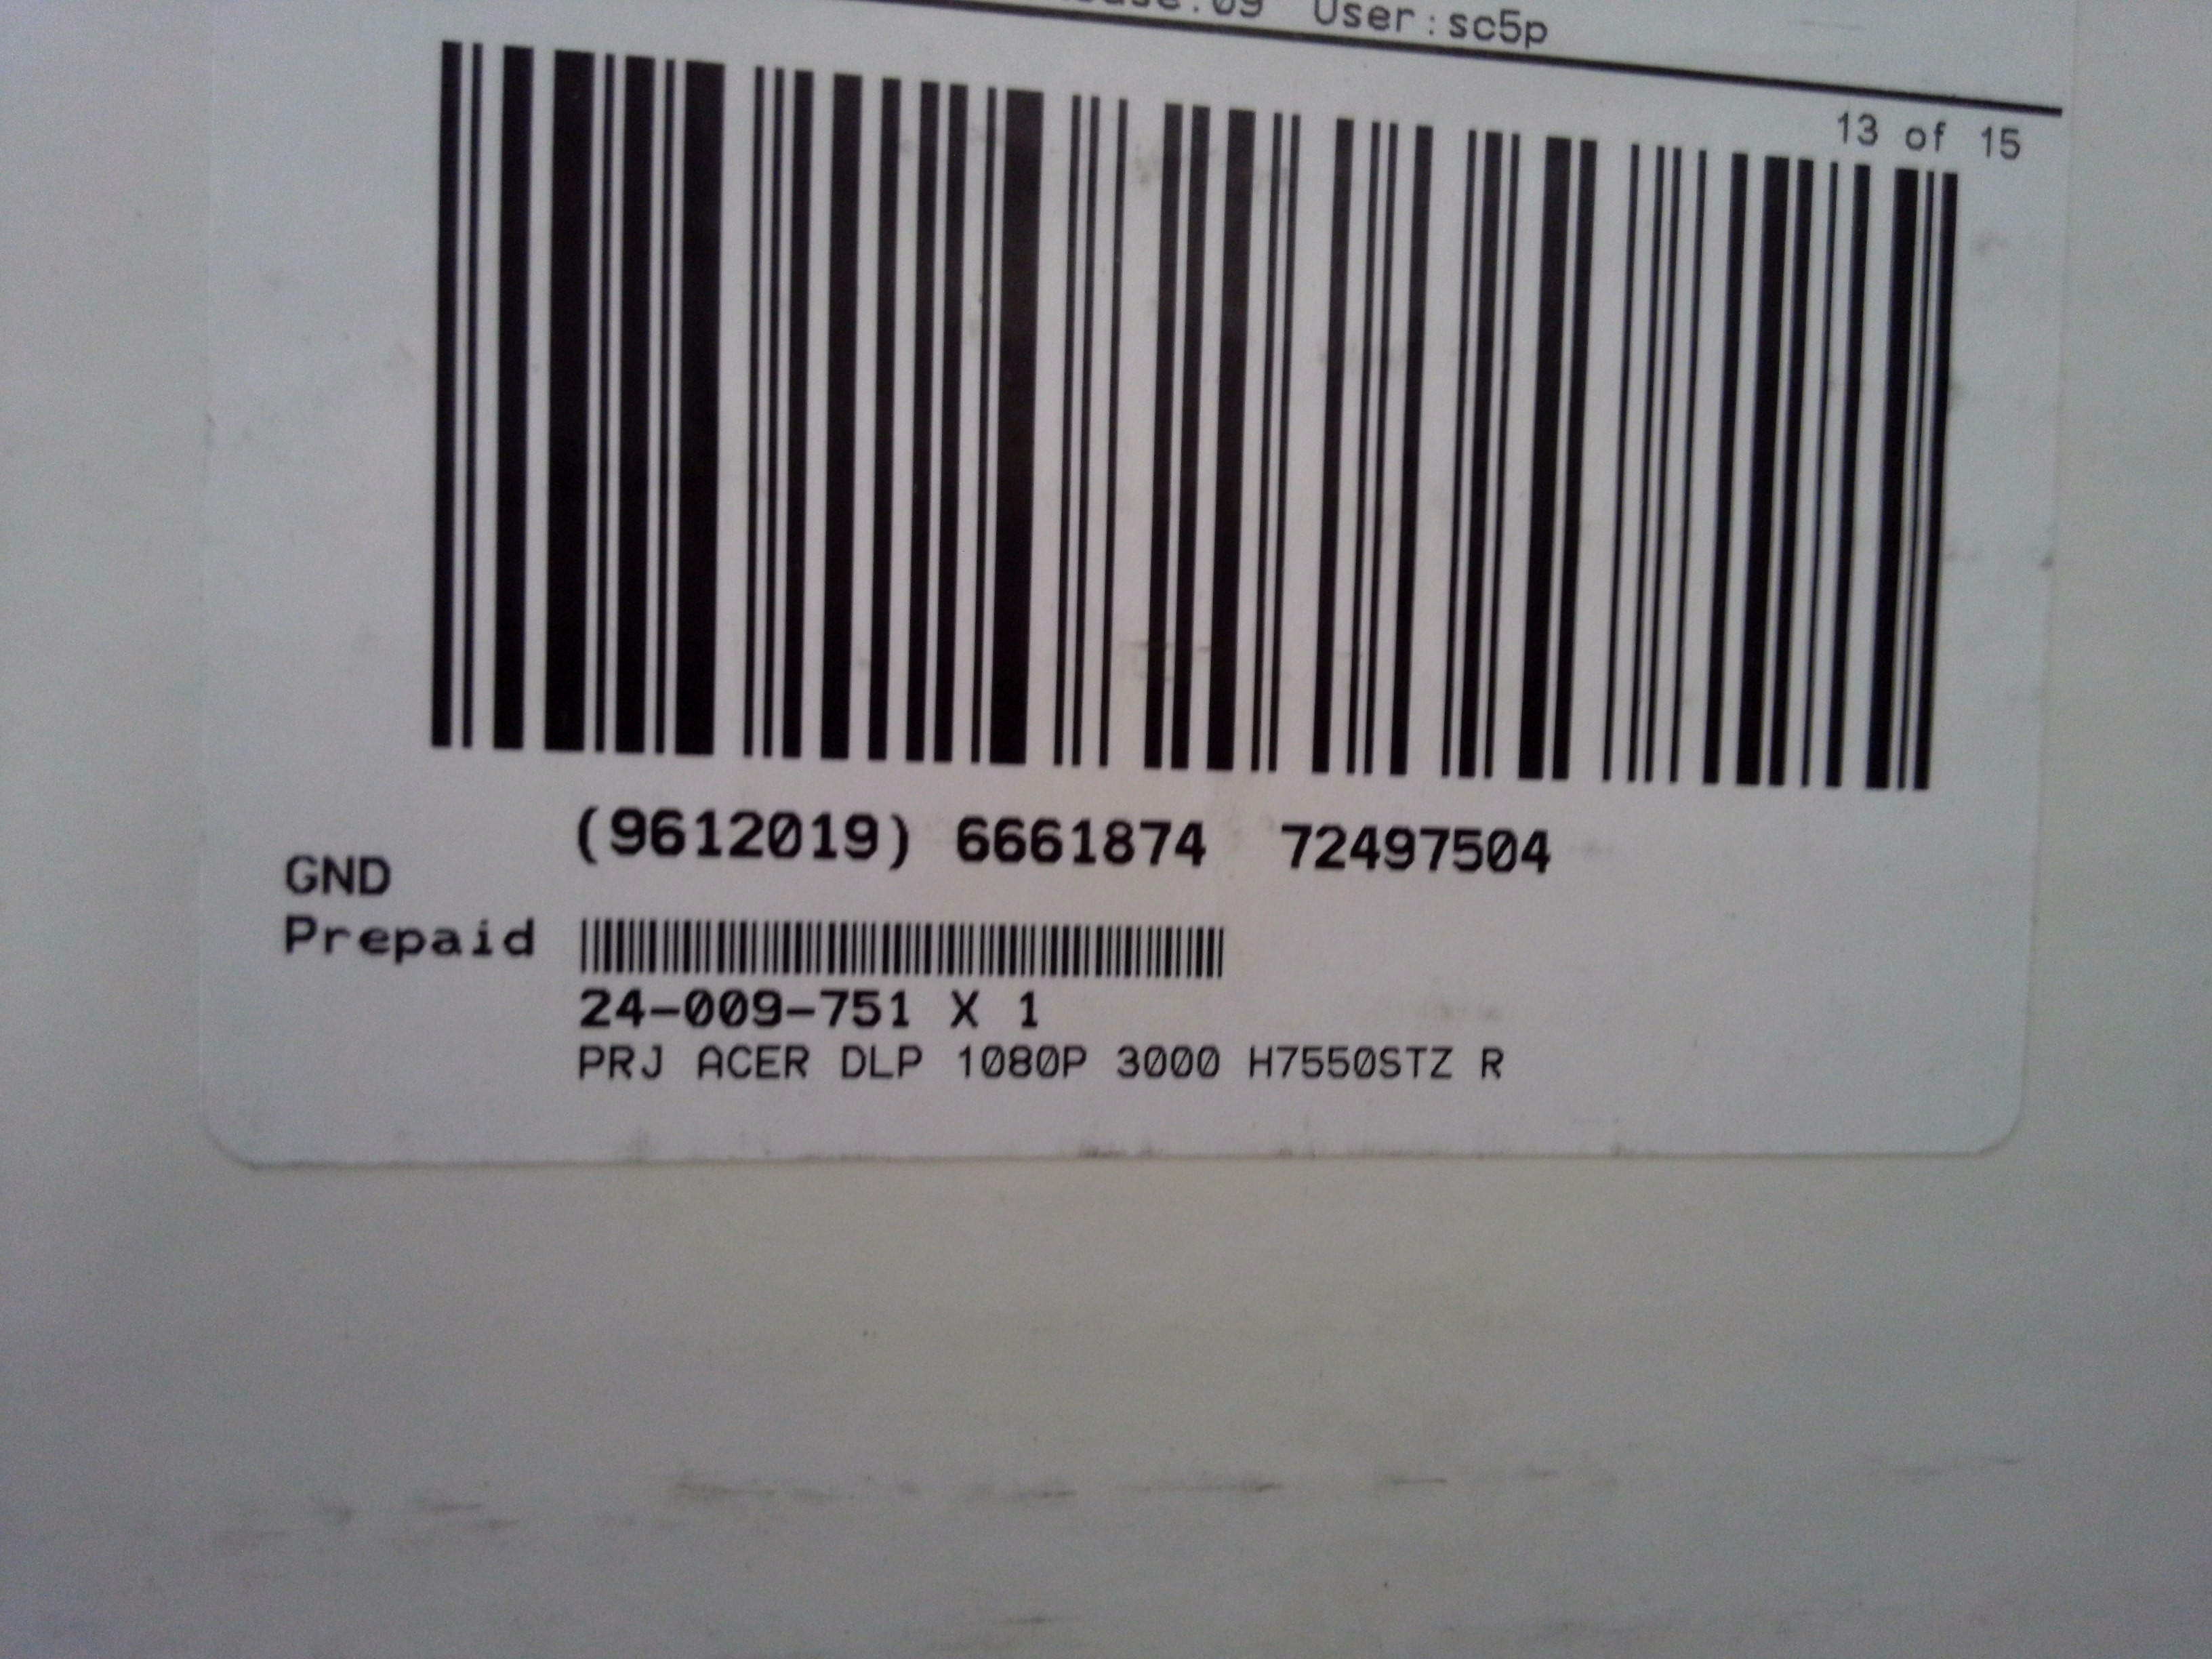 User:sc5p
13 of 15
(9612019) 6661874 72497504
GND
Prepaid
24-009-751 X 1
PRJ ACER DLP 1080P 3000 H7550STZ R